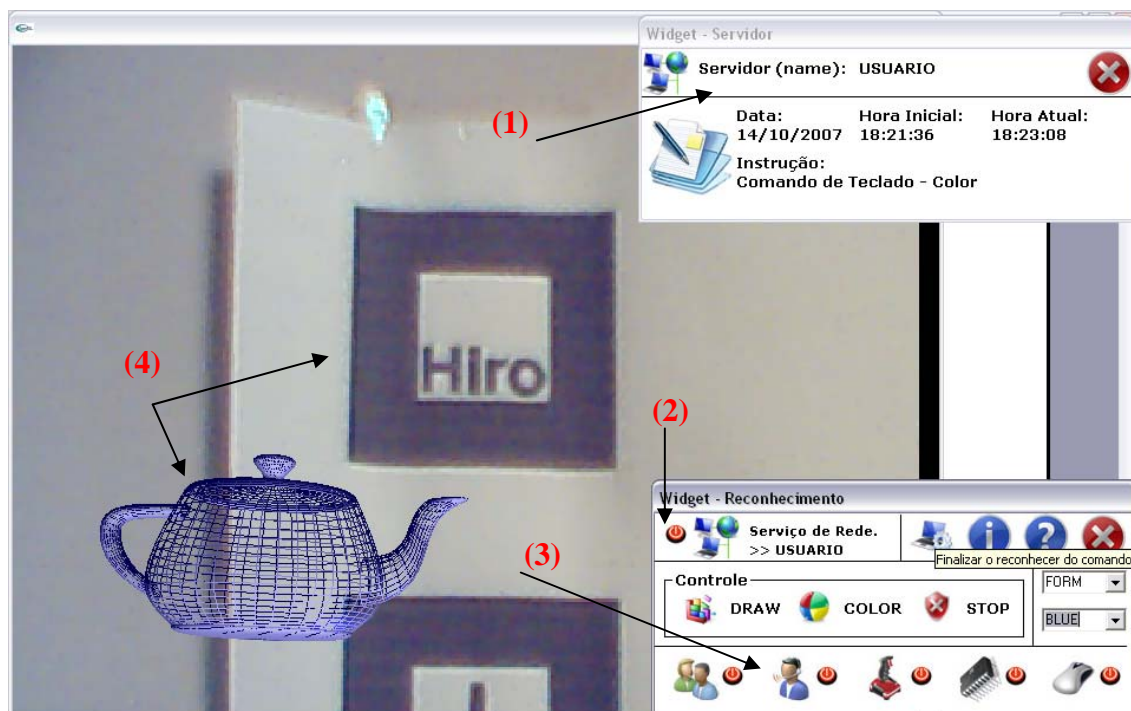 Widget - Servidor
Servidor (name): USUARIO
(1)
Data: Hora Inicial: Hora Atual:
14/10/2007 18:21:36 18:23:08
Instrução:
Comando de Teclado - Color
Hiro
(4)
(2)
Widget - Reconhecimento
Serviço de Rede.
>> USUARIO
Finalizar o reconhecer do comando
(3)
Controle
DRAW COLOR STOP
FORM
BLUE